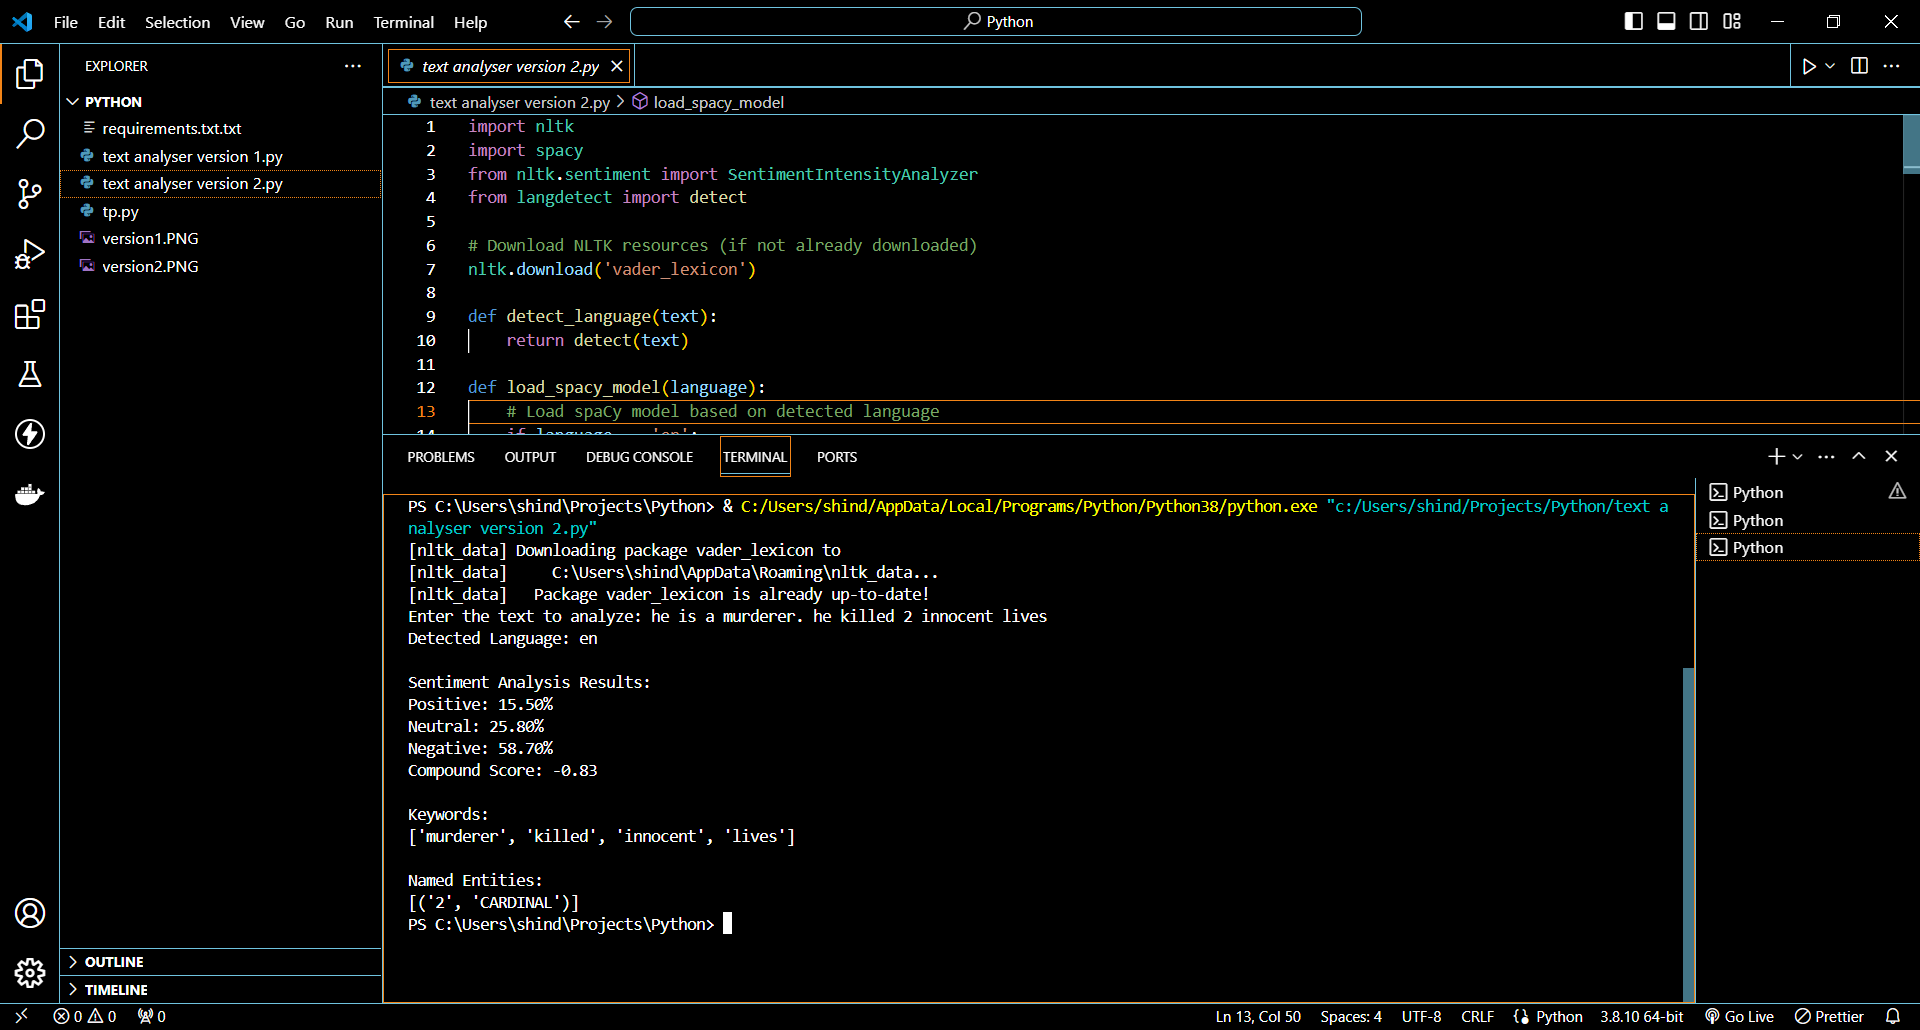 File Edit Selection View Go Run Terminal Help
Python
EXPLORER
PYTHON
requirements.txt.txt
text analyser version 1.py
text analyser version 2.py
tp.py
version1.PNG
version2.PNG
OUTLINE
TIMELINE
text analyser version 2.py
text analyser version 2.py > load_spacy_model
1 import nltk
2 import spacy
3 from nltk.sentiment import SentimentIntensityAnalyzer
4 from langdetect import detect
5
6 # Download NLTK resources (if not already downloaded)
7 nltk.download('vader_lexicon')
8
9 def detect_language(text):
10 return detect(text)
11
12 def load_spacy_model(language):
13 # Load spaCy model based on detected language
PROBLEMS OUTPUT DEBUG CONSOLE TERMINAL PORTS
PS C:\Users\shind\Projects\Python> & C:/Users/shind/AppData/Local/Programs/Python/Python38/python.exe "c:/Users/shind/Projects/Python/text a
nalyser version 2.py"
[nltk_data] Downloading package vader_lexicon to
[nltk_data] C:\Users\shind\AppData\Roaming\nltk_data...
[nltk_data] Package vader_lexicon is already up-to-date!
Enter the text to analyze: he is a murderer. he killed 2 innocent lives
Detected Language: en
Sentiment Analysis Results:
Positive: 15.50%
Neutral: 25.80%
Negative: 58.70%
Compound Score: -0.83
Keywords:
['murderer', 'killed', 'innocent', 'lives']
Named Entities:
[('2', 'CARDINAL')]
PS C:\Users\shind\Projects\Python>
Python
Python
Python
0 0 0
Ln 13, Col 50 Spaces: 4 UTF-8 CRLF Python 3.8.10 64-bit Go Live Prettier